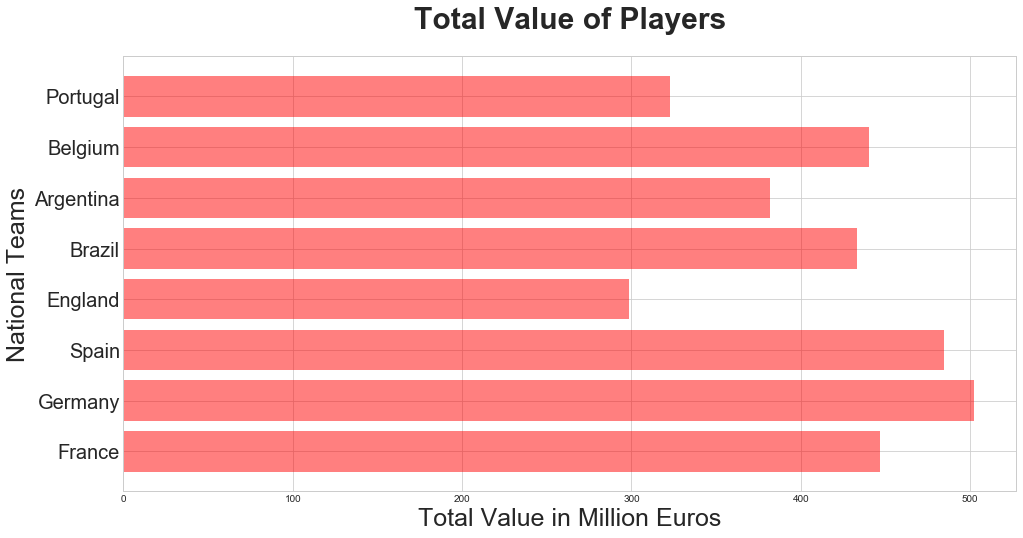 Total Value of Players
National Teams
Portugal
Belgium
Argentina
Brazil
England
Spain
Germany
France
0 100 200 300 400 500
Total Value in Million Euros